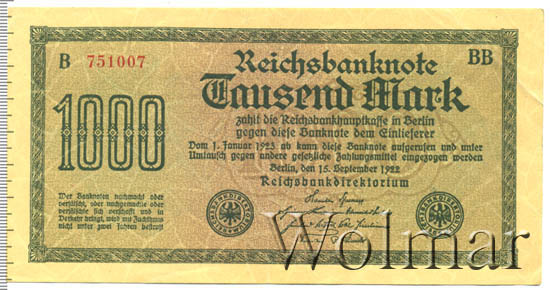 B 751007
Reichsbanknote
BB
1000
Tausend Mark
zahlt die Reichsbankhauptkasse in Berlin
gegen diese Banknote dem Einlieferer
Vom 1. Januar 1923 ab kann diese Banknote aufgerufen und unter
Umtausch gegen andere gesetzliche Zahlungsmittel eingezogen werden
Berlin, den 15. September 1922
Reichsbankdirektorium
Wer Banknoten nachmacht oder
verfälscht, oder nachgemachte oder
verfälschte sich verschafft und in
Verkehr bringt, wird mit Zuchthaus
nicht unter zwei Jahren bestraft
Wolmar